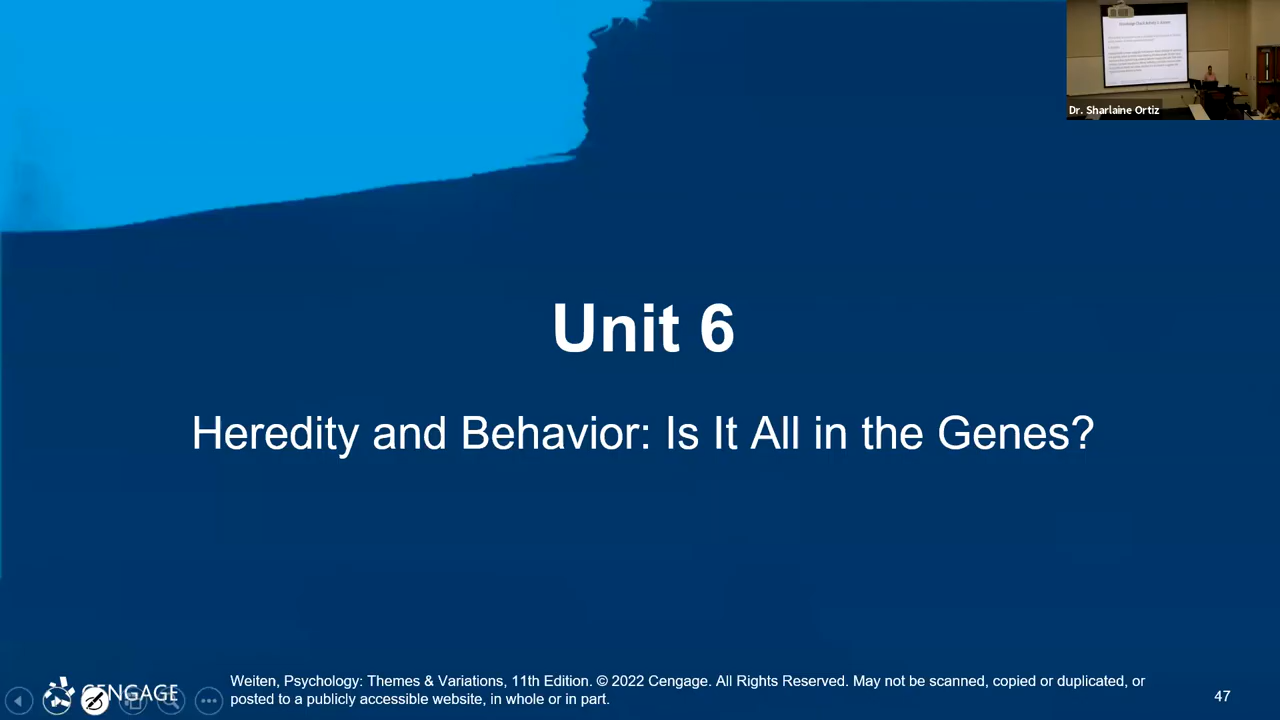 Dr. Sharlaine Ortiz
Unit 6
Heredity and Behavior: Is It All in the Genes?
CENGAGE
Weiten, Psychology: Themes & Variations, 11th Edition. © 2022 Cengage. All Rights Reserved. May not be scanned, copied or duplicated, or
posted to a publicly accessible website, in whole or in part.
47